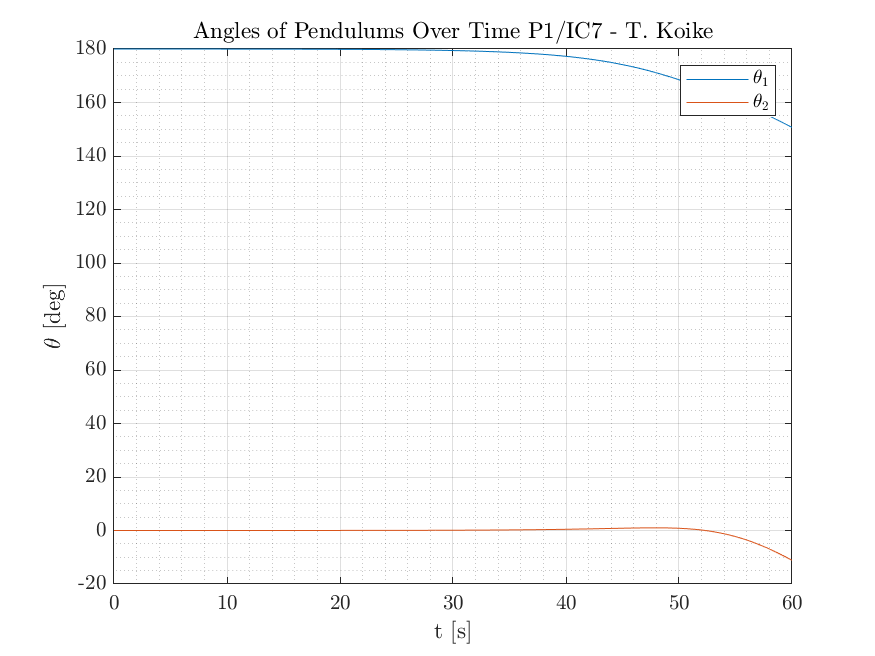 Angles of Pendulums Over Time P1/IC7 - T. Koike
180
160
140
120
100
80
60
40
20
0
-20
θ [deg]
θ₁
θ₂
0 10 20 30 40 50 60
t [s]